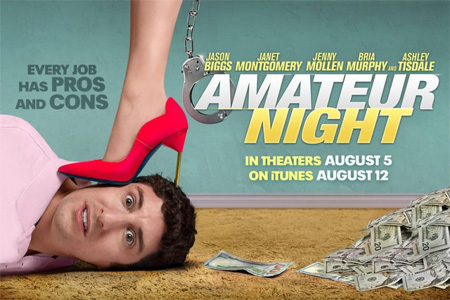 EVERY JOB
HAS PROS
AND CONS
JASON BIGGS
JANET MONTGOMERY
JENNY MOLLEN
BRIA MURPHY
AND ASHLEY TISDALE
AMATEUR
NIGHT
IN THEATERS AUGUST 5
ON iTUNES AUGUST 12